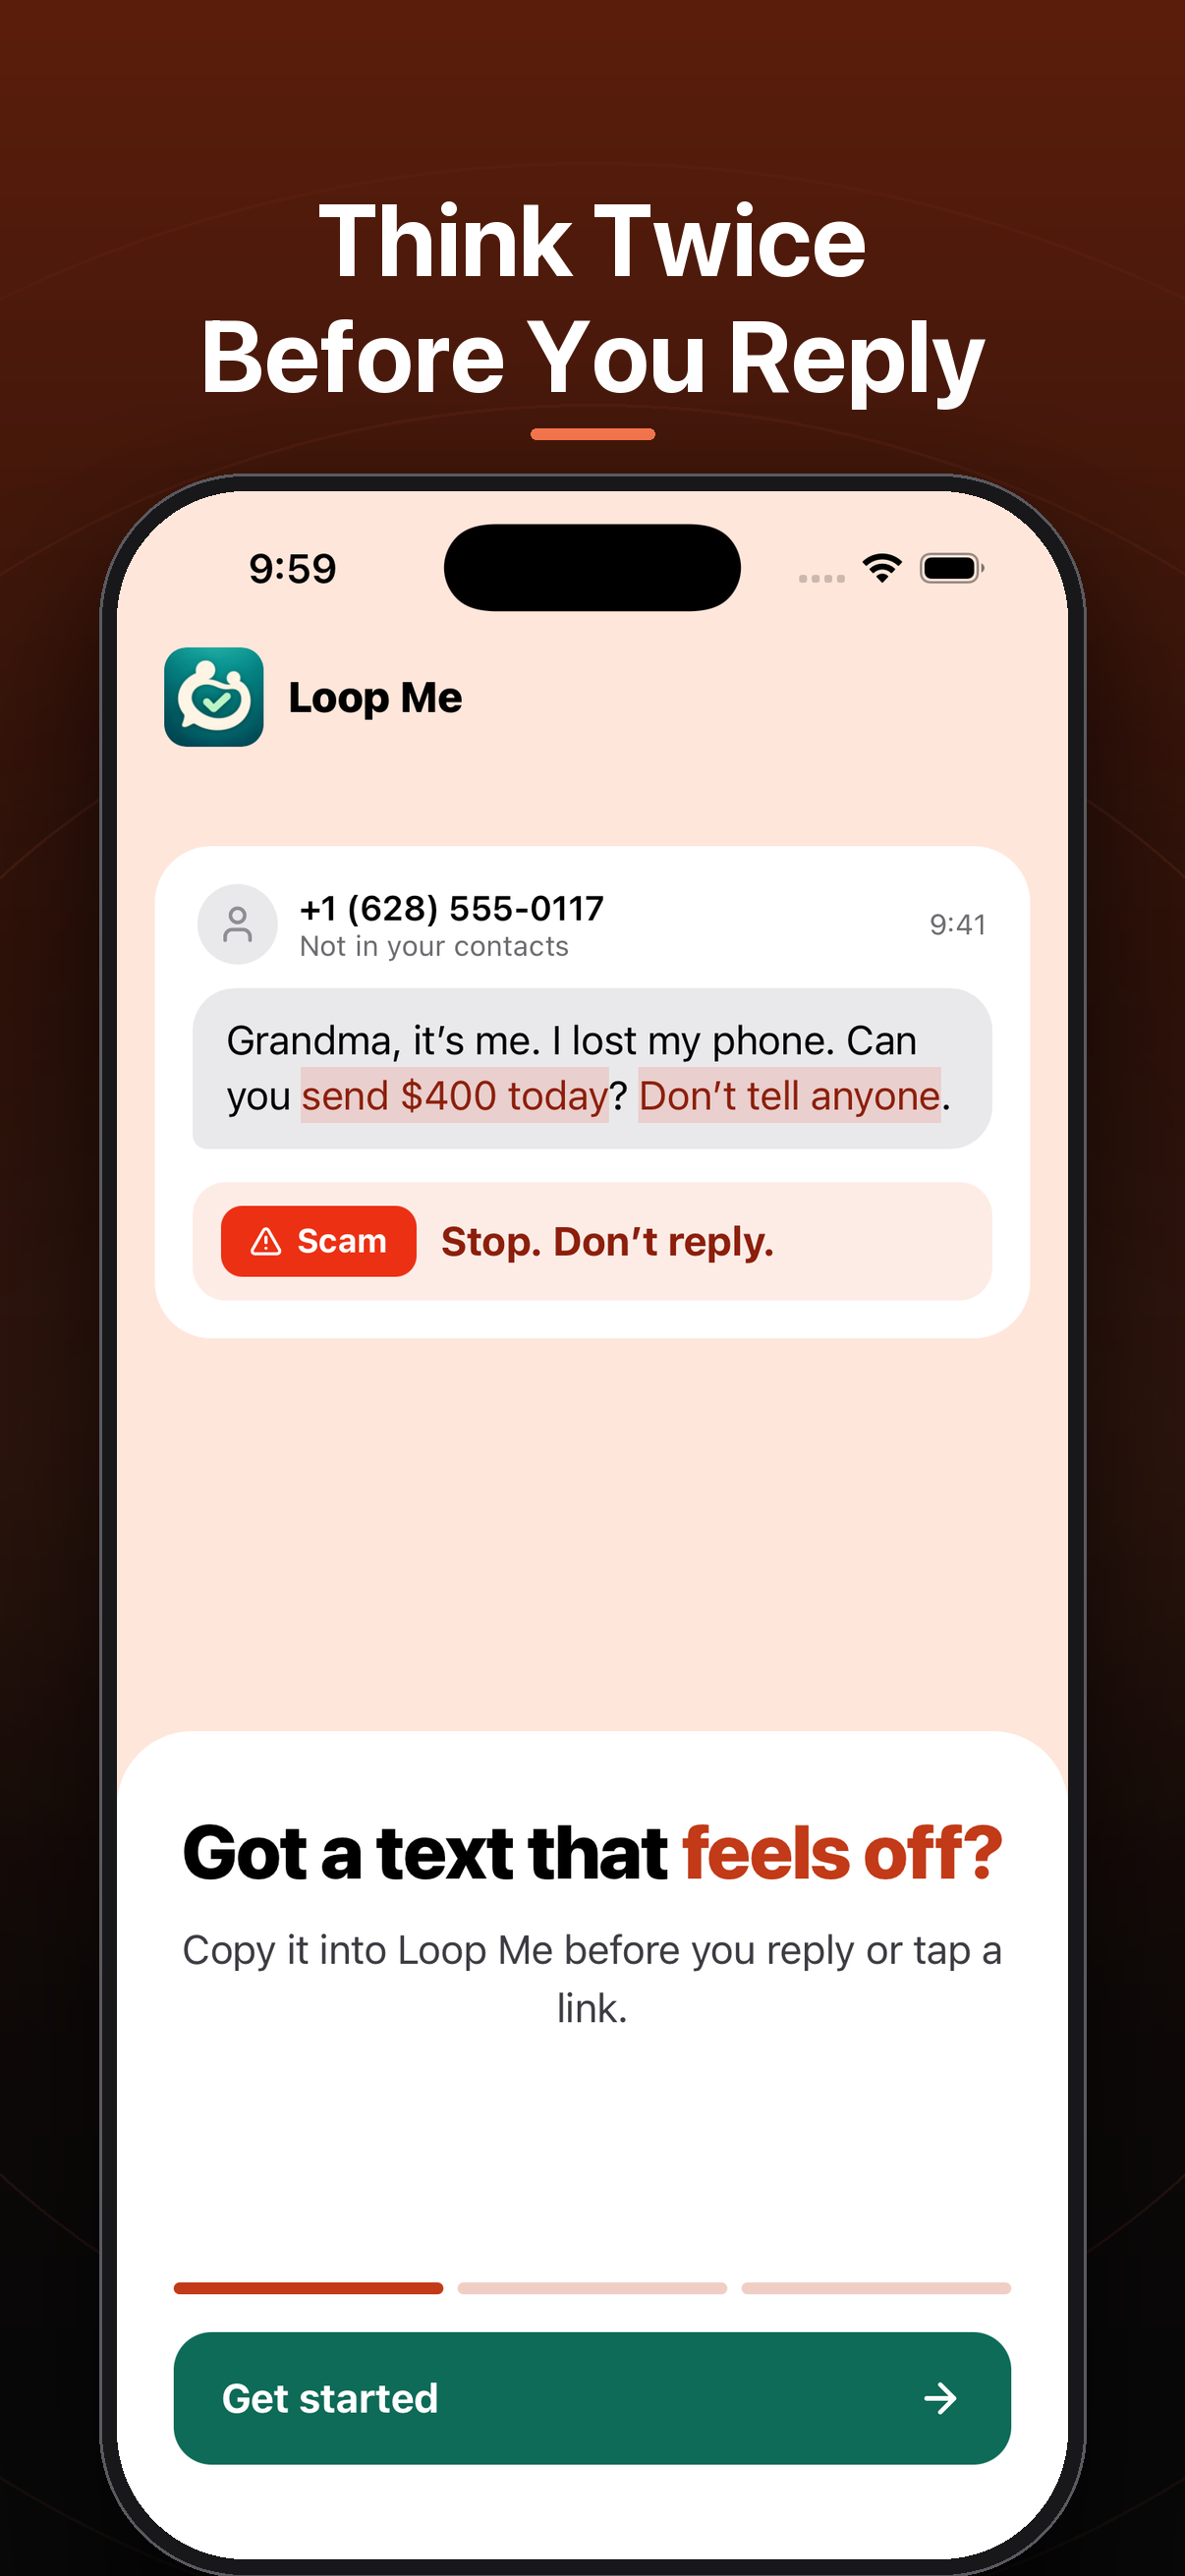 Think Twice
Before You Reply
9:59
Loop Me
+1 (628) 555-0117
Not in your contacts
9:41
Grandma, it’s me. I lost my phone. Can
you send $400 today? Don’t tell anyone.
Scam
Stop. Don’t reply.
Got a text that feels off?
Copy it into Loop Me before you reply or tap a
link.
Get started